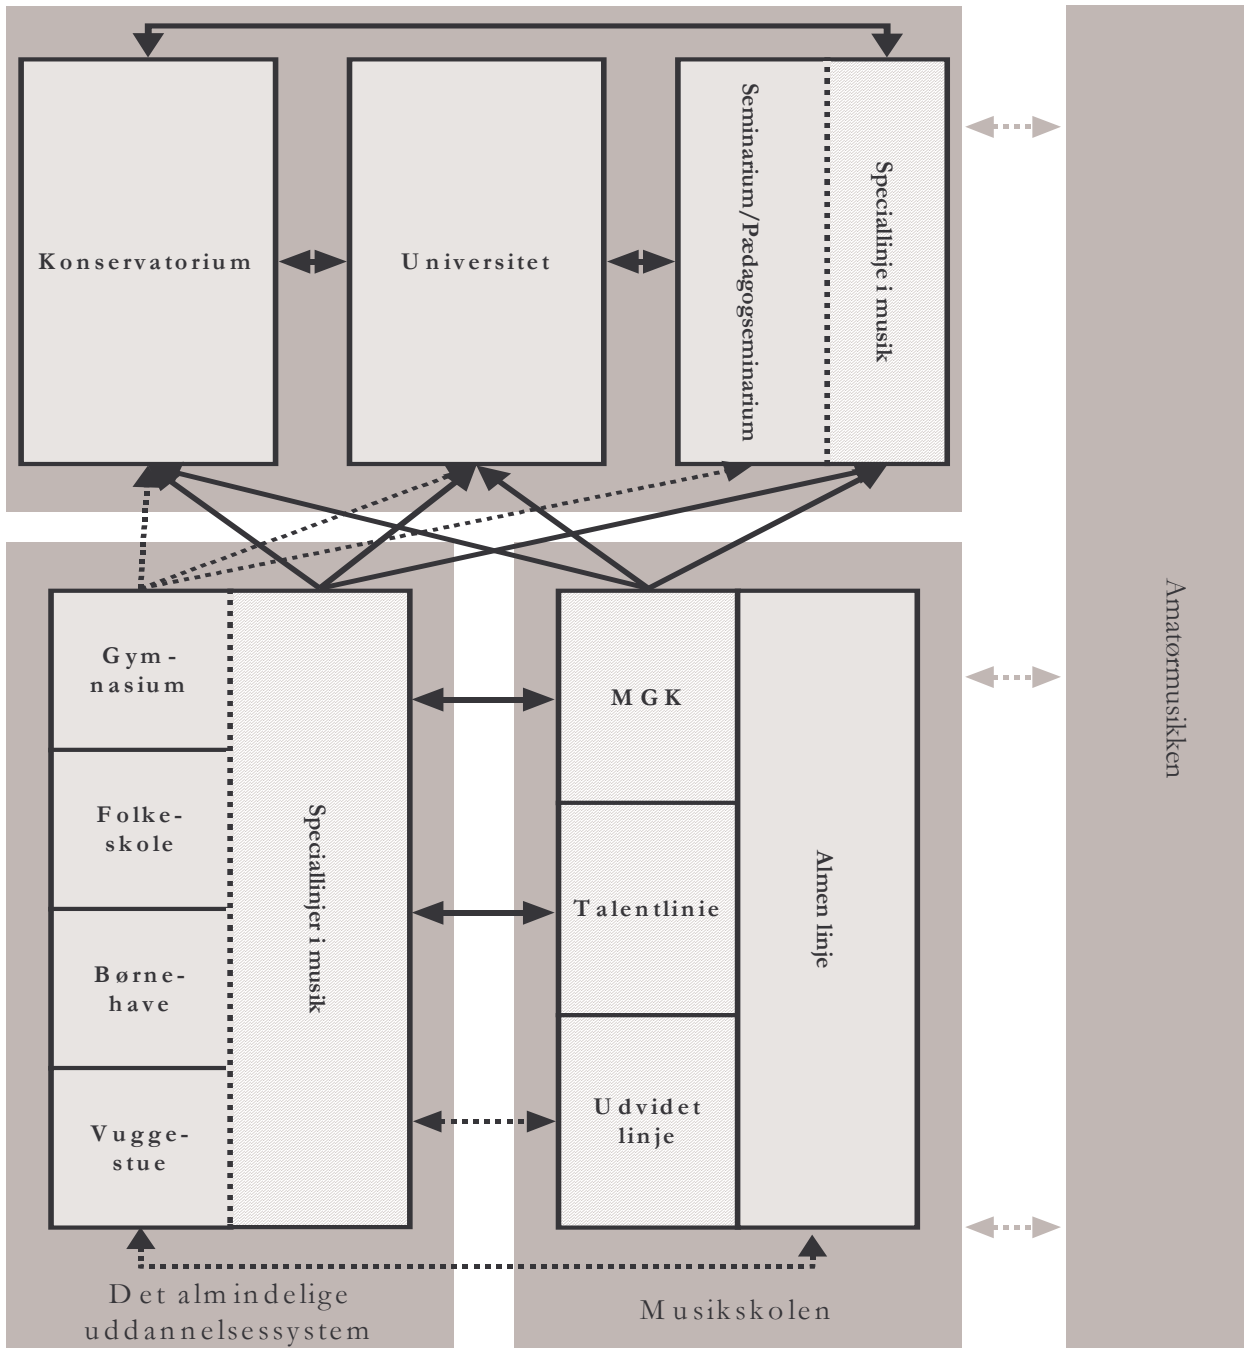 Konservatorium
Universitet
Seminarium/Pædagogseminarium
Speciallinje i musik
Gym-
nasium
Folke-
skole
Børne-
have
Vugge-
stue
Speciallinjer i musik
MGK
Talentlinie
Udvidet
linje
Almen linje
Amatørmusikken
Det almindelige
uddannelsessystem
Musikskolen